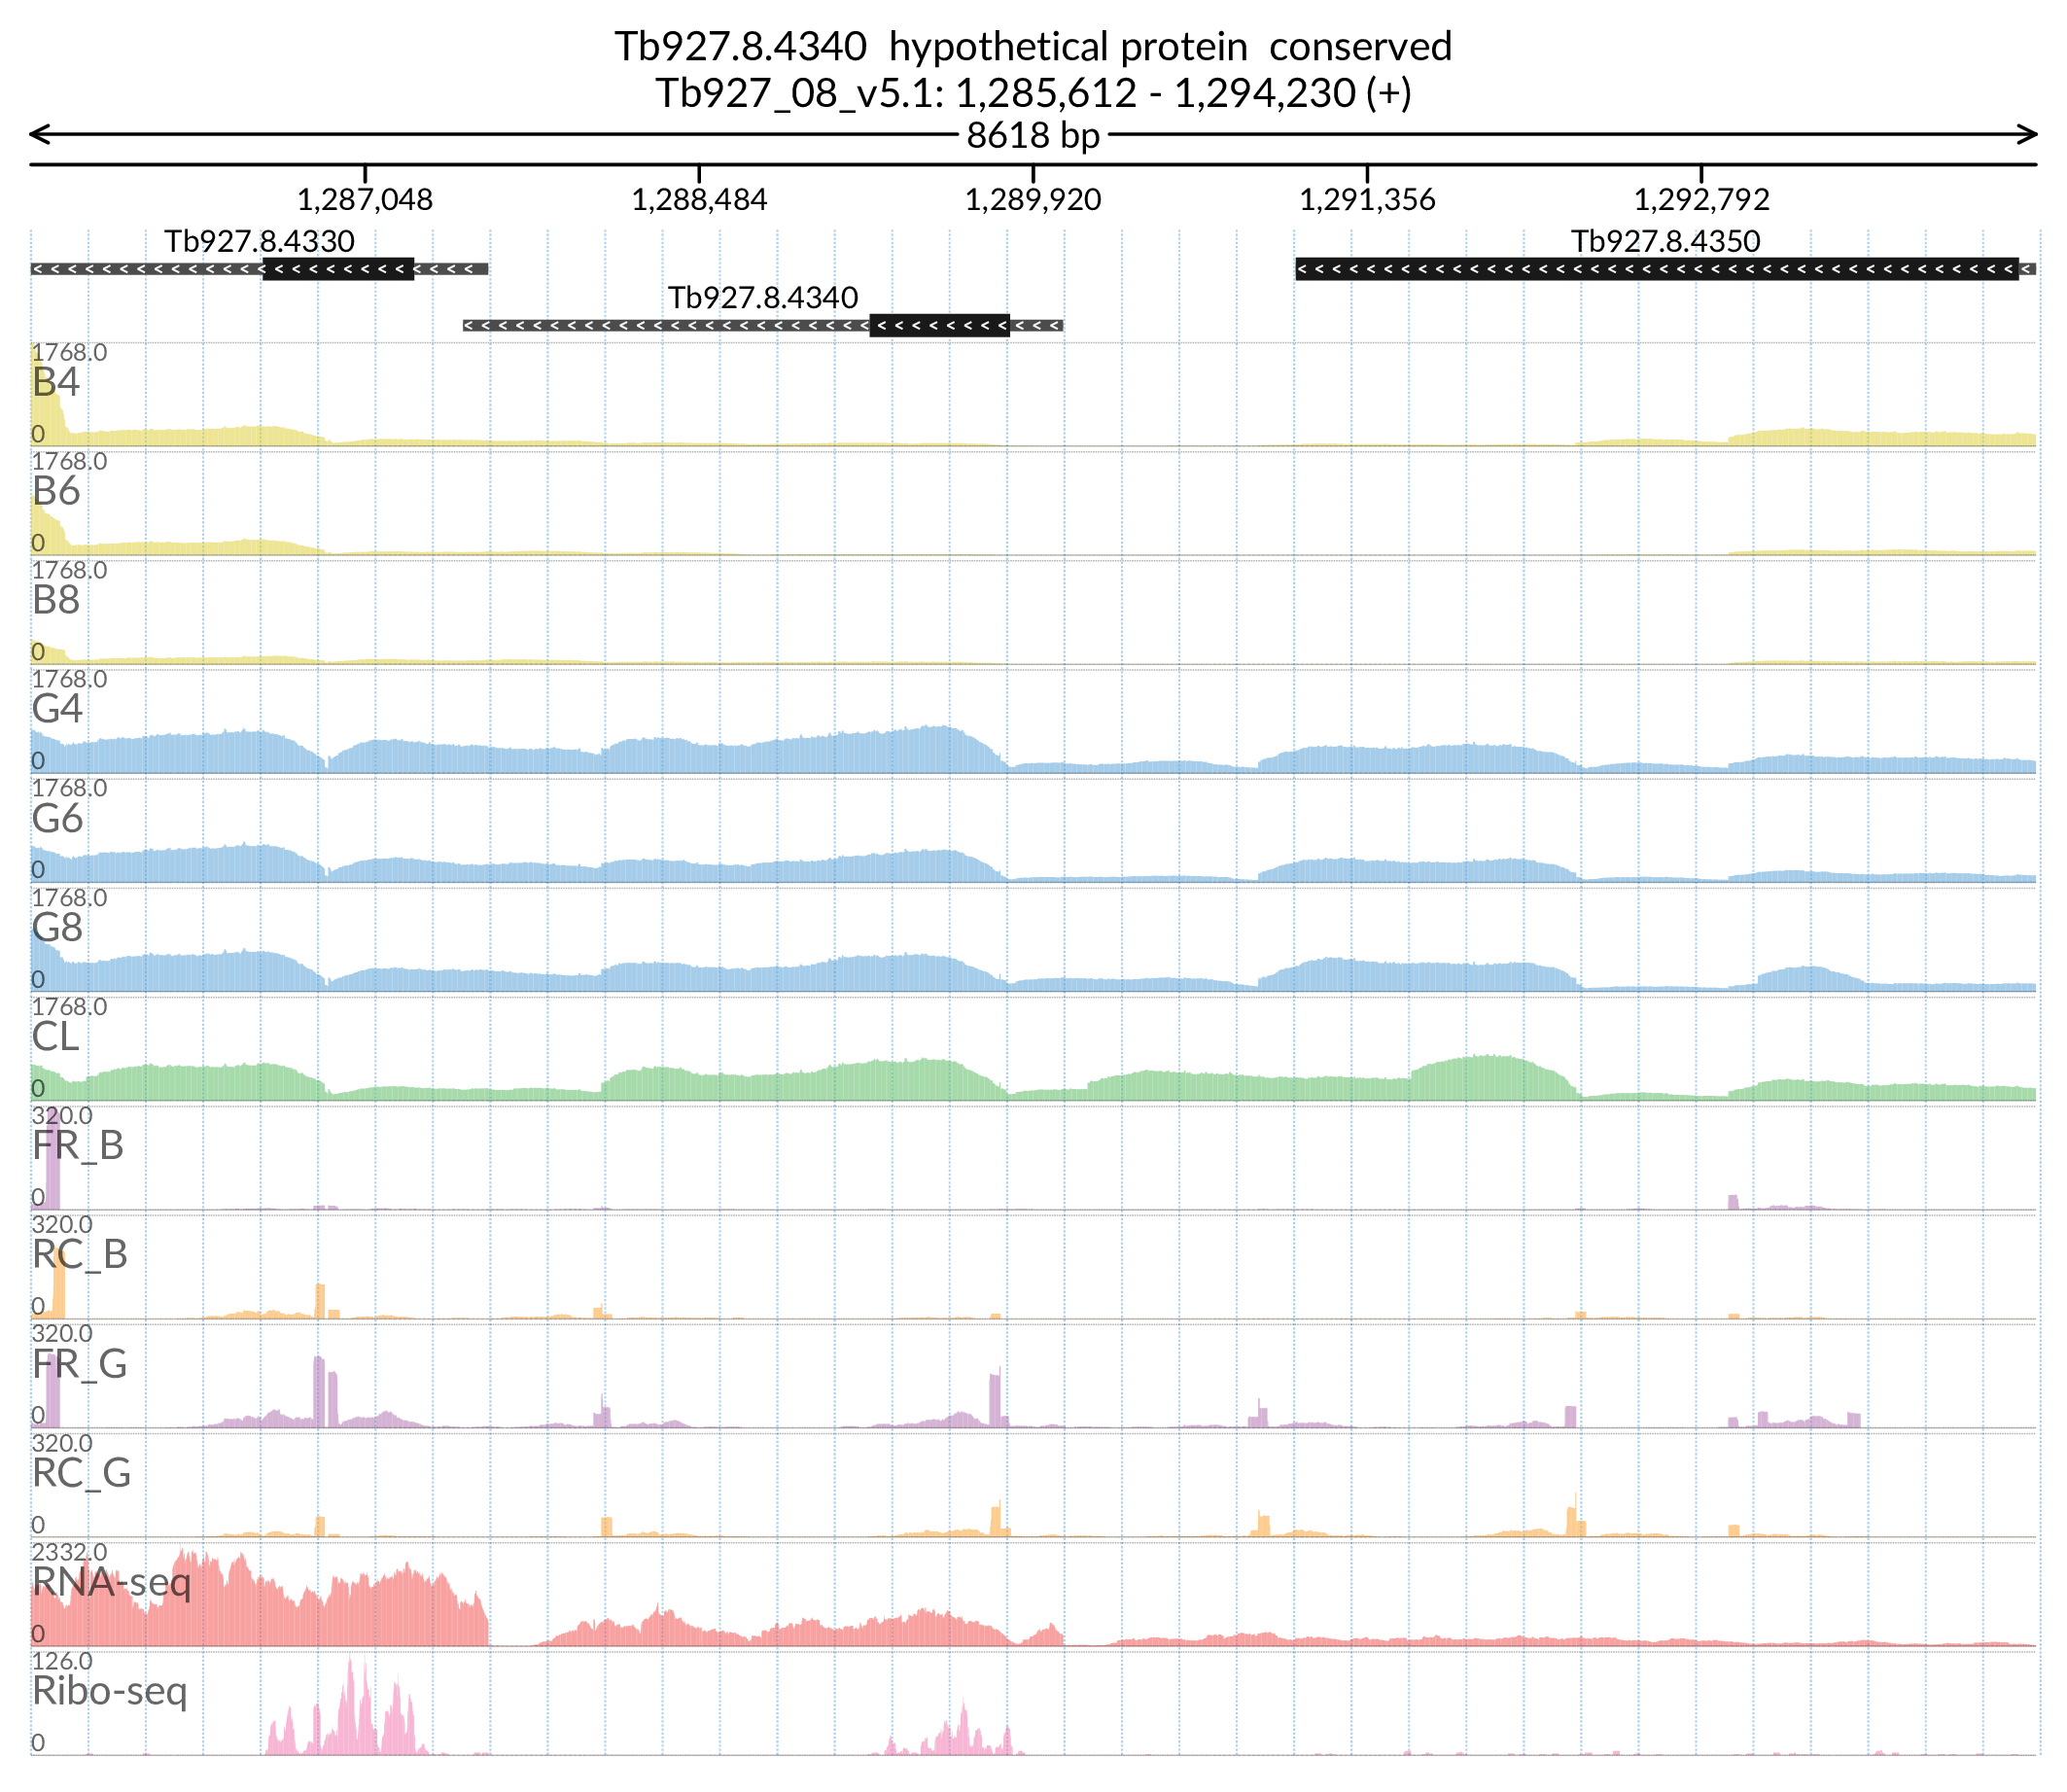 Tb927.8.4340  hypothetical protein  conserved
Tb927_08_v5.1: 1,285,612 - 1,294,230 (+)
8618 bp
1,287,048 1,288,484 1,289,920 1,291,356 1,292,792
Tb927.8.4330 Tb927.8.4350
Tb927.8.4340
1768.0
B4
0
1768.0
B6
0
1768.0
B8
0
1768.0
G4
0
1768.0
G6
0
1768.0
G8
0
1768.0
CL
0
320.0
FR_B
0
320.0
RC_B
0
320.0
FR_G
0
320.0
RC_G
0
2332.0
RNA-seq
0
126.0
Ribo-seq
0